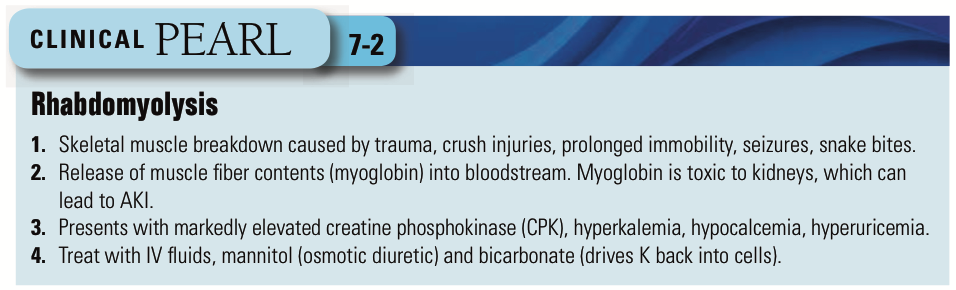 CLINICAL PEARL 7-2
Rhabdomyolysis
1. Skeletal muscle breakdown caused by trauma, crush injuries, prolonged immobility, seizures, snake bites.
2. Release of muscle fiber contents (myoglobin) into bloodstream. Myoglobin is toxic to kidneys, which can
lead to AKI.
3. Presents with markedly elevated creatine phosphokinase (CPK), hyperkalemia, hypocalcemia, hyperuricemia.
4. Treat with IV fluids, mannitol (osmotic diuretic) and bicarbonate (drives K back into cells).